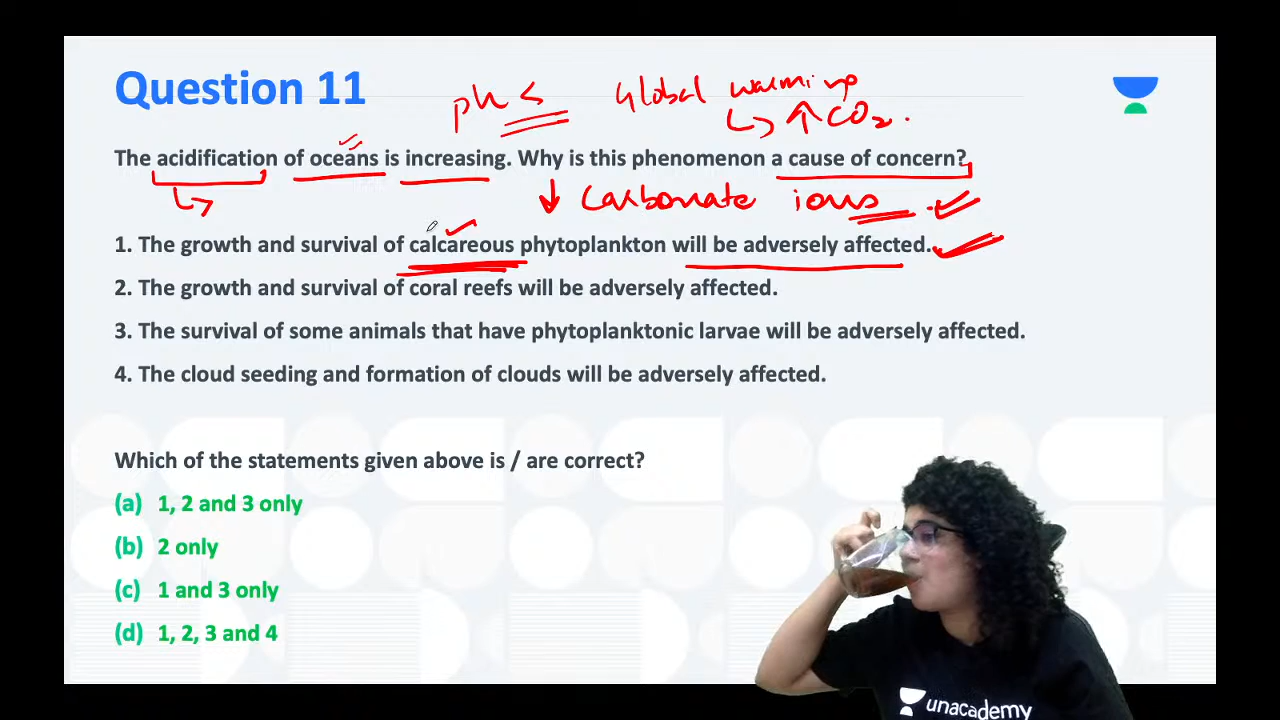 Question 11
ph < Global warming
↳ ↑ CO2.
The acidification of oceans is increasing. Why is this phenomenon a cause of concern?
↓ Carbonate ions
1. The growth and survival of calcareous phytoplankton will be adversely affected.
2. The growth and survival of coral reefs will be adversely affected.
3. The survival of some animals that have phytoplanktonic larvae will be adversely affected.
4. The cloud seeding and formation of clouds will be adversely affected.
Which of the statements given above is / are correct?
(a) 1, 2 and 3 only
(b) 2 only
(c) 1 and 3 only
(d) 1, 2, 3 and 4
unacademy